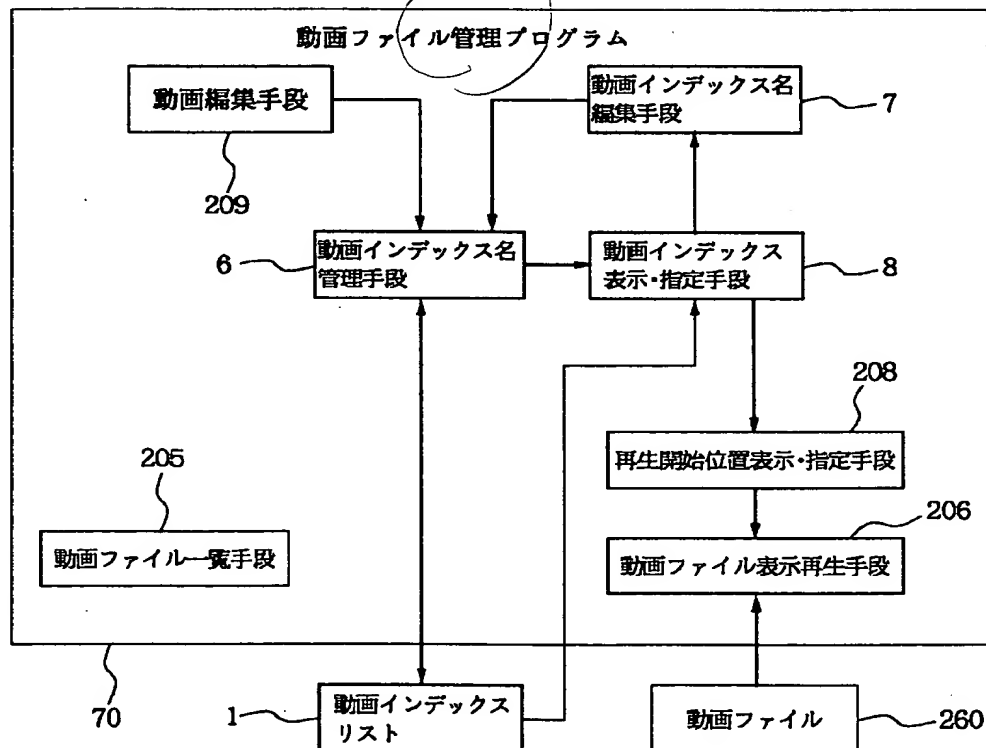 動画ファイル管理プログラム
動画編集手段
209
動画インデックス名
編集手段
7
6
動画インデックス名
管理手段
動画インデックス
表示・指定手段
8
208
再生開始位置表示・指定手段
205
動画ファイル一覧手段
206
動画ファイル表示再生手段
70
1
動画インデックス
リスト
動画ファイル
260